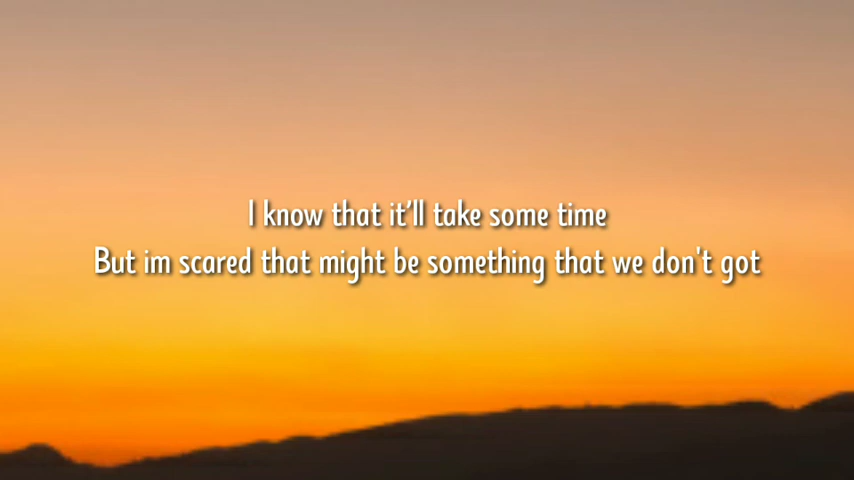 I know that it’ll take some time
But im scared that might be something that we don't got